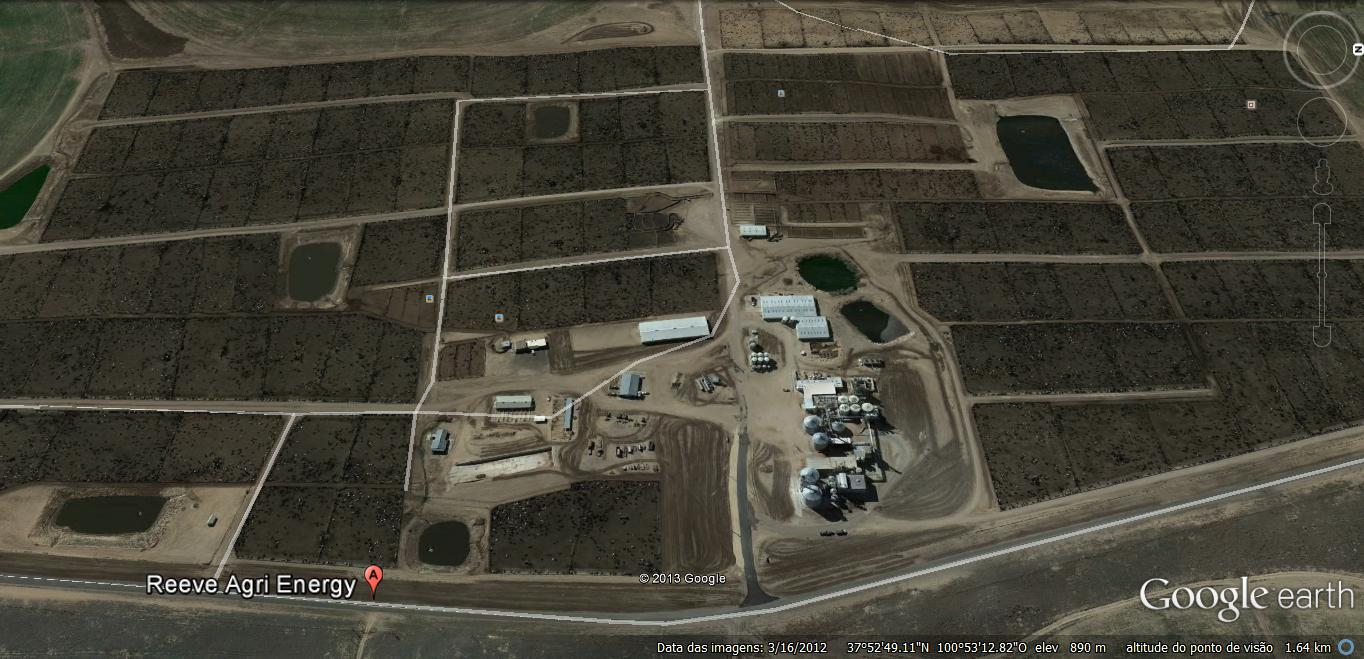 N
Reeve Agri Energy
A
© 2013 Google
Google earth
Data das imagens: 3/16/2012 37°52'49.11"N 100°53'12.82"O elev 890 m altitude do ponto de visão 1.64 km